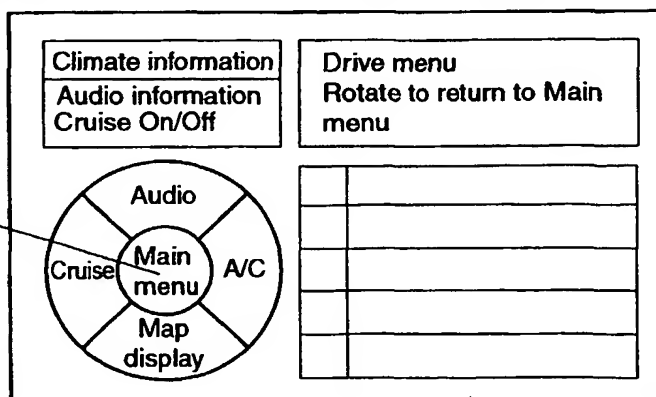 Climate information
Audio information
Cruise On/Off
Drive menu
Rotate to return to Main
menu
Audio
Cruise
Main
menu
A/C
Map
display